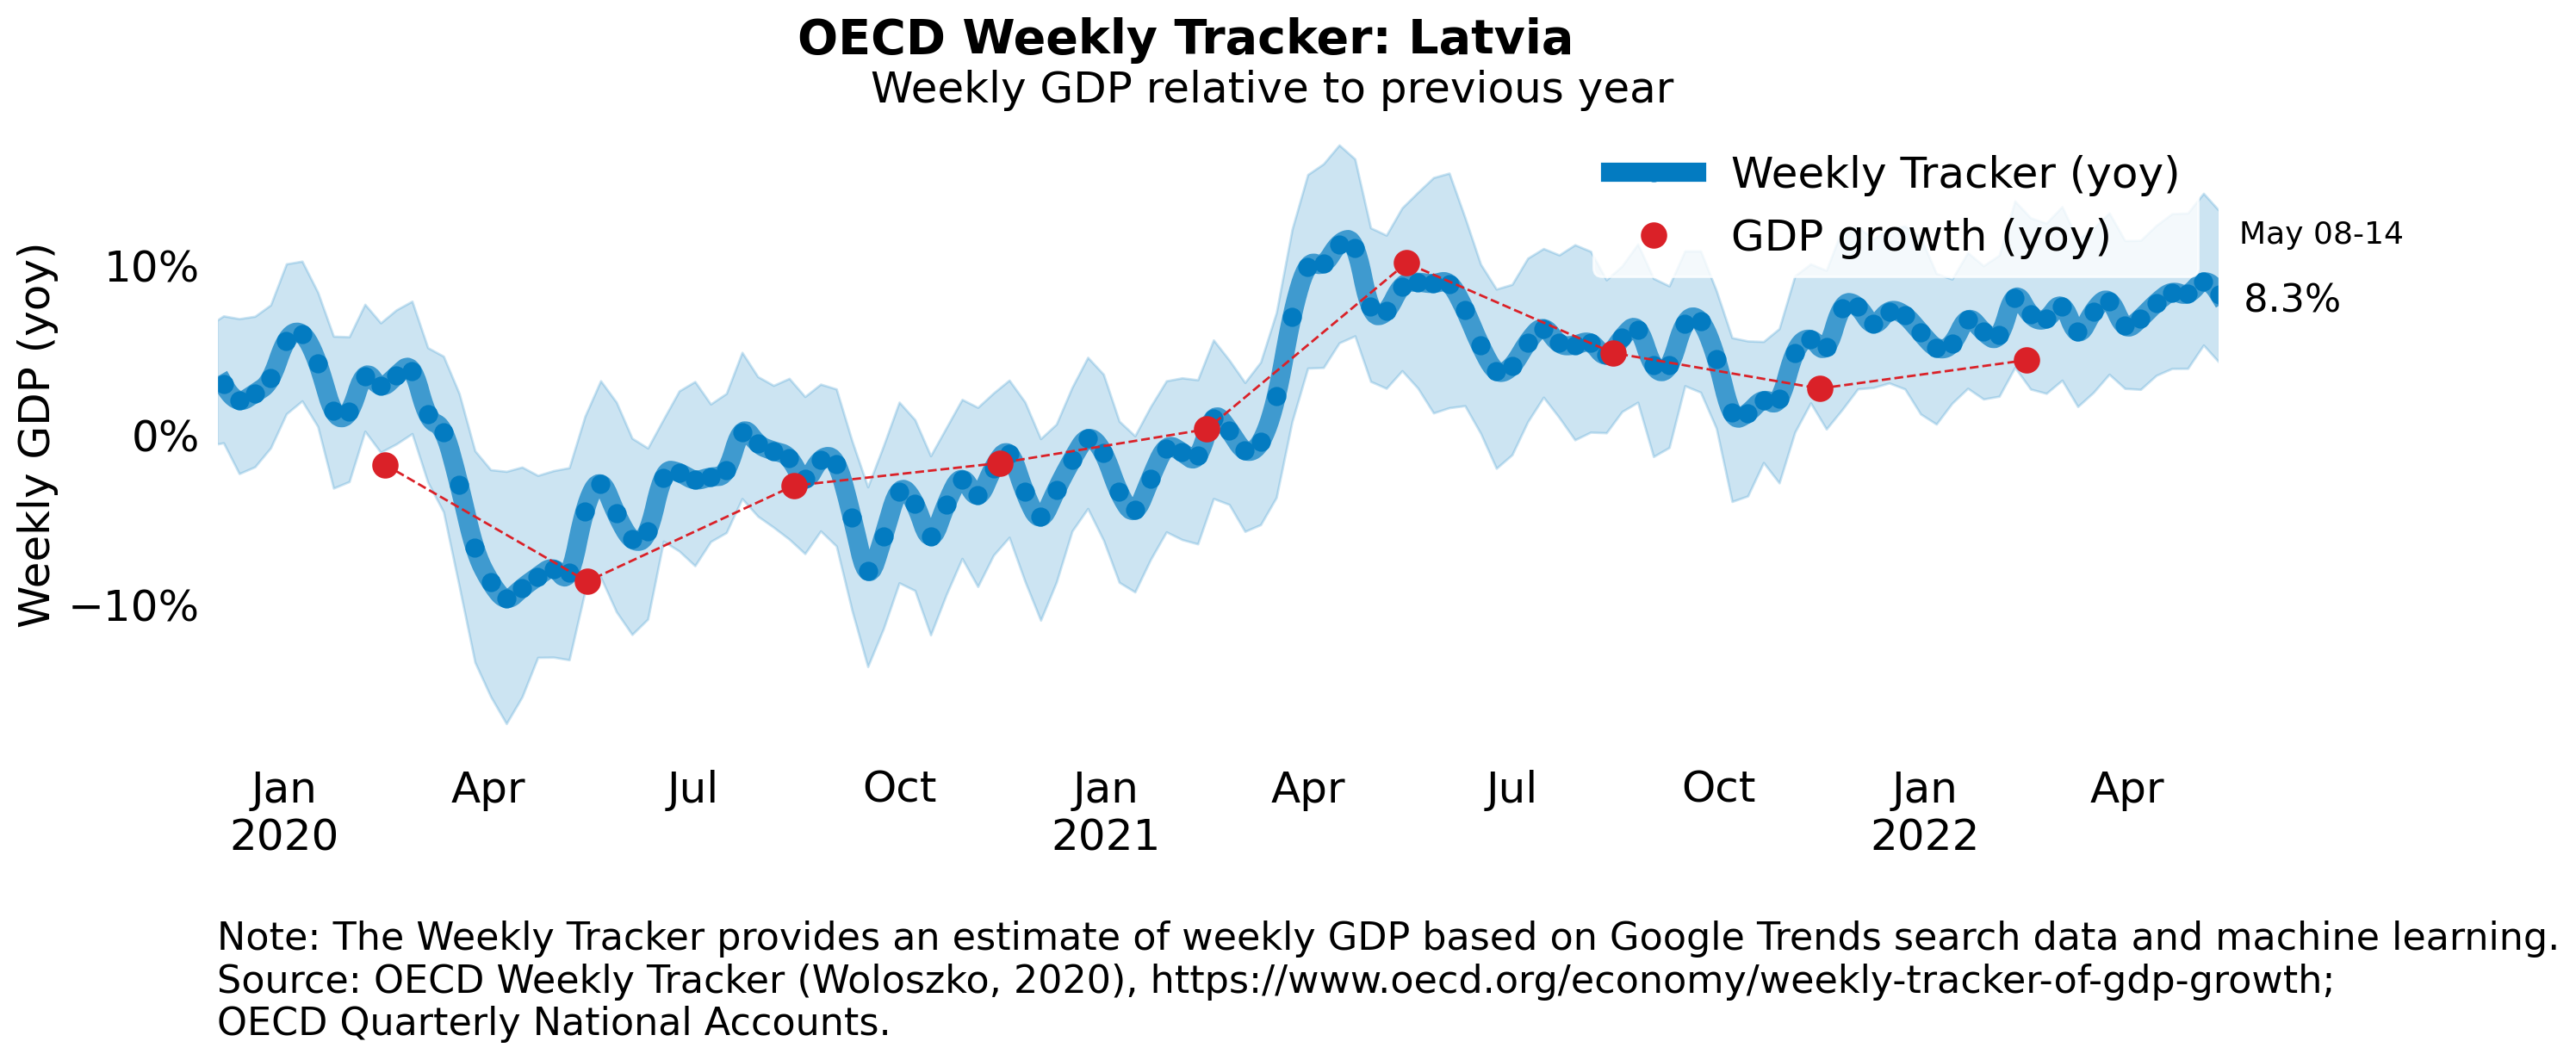 OECD Weekly Tracker: Latvia
Weekly GDP relative to previous year
Weekly Tracker (yoy)
GDP growth (yoy)
May 08-14
8.3%
Weekly GDP (yoy)
10%
0%
−10%
Jan Apr Jul Oct Jan Apr Jul Oct Jan Apr
2020 2021 2022
Note: The Weekly Tracker provides an estimate of weekly GDP based on Google Trends search data and machine learning.
Source: OECD Weekly Tracker (Woloszko, 2020), https://www.oecd.org/economy/weekly-tracker-of-gdp-growth;
OECD Quarterly National Accounts.